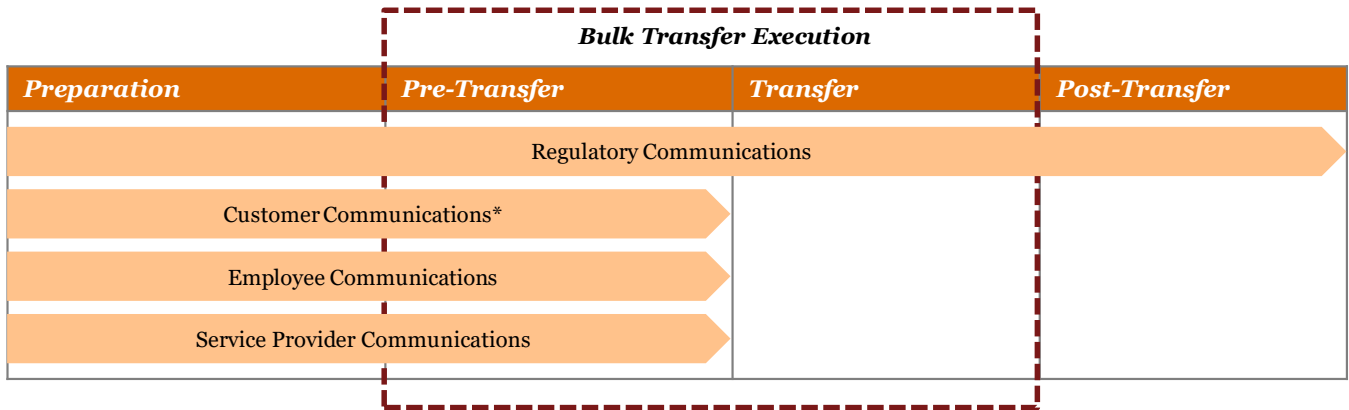 Bulk Transfer Execution
Preparation Pre-Transfer Transfer Post-Transfer
Regulatory Communications
Customer Communications*
Employee Communications
Service Provider Communications